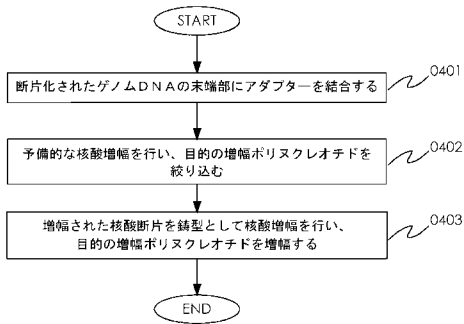 START
断片化されたゲノムDNAの末端部にアダプターを結合する
0401
予備的な核酸増幅を行い、目的の増幅ポリヌクレオチドを
絞り込む
0402
増幅された核酸断片を鋳型として核酸増幅を行い、
目的の増幅ポリヌクレオチドを増幅する
0403
END